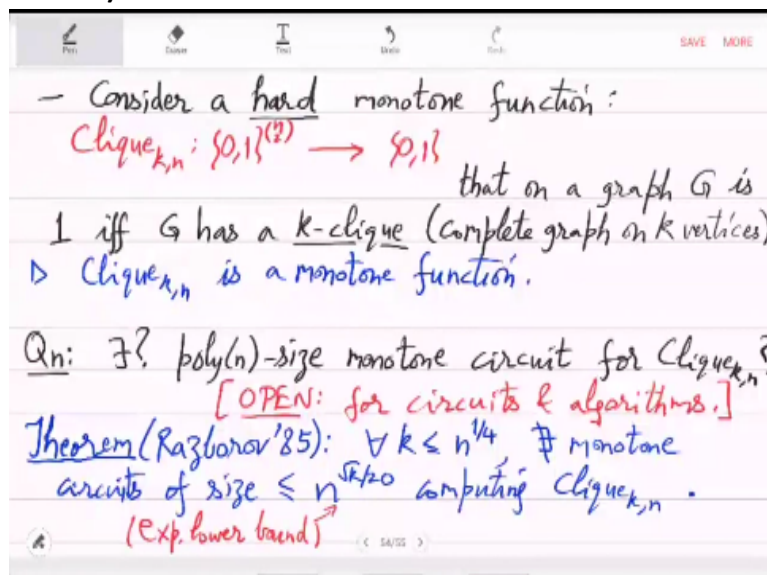 Pen Eraser Text Undo Redo SAVE MORE
- Consider a hard monotone function :
Clique_{k,n} : {0,1}^{(n 2)} → {0,1}
that on a graph G is
1 iff G has a k-clique (complete graph on k vertices)
▷ Clique_{k,n} is a monotone function.
Qn: ∃? poly(n)-size monotone circuit for Clique_{k,n}?
[OPEN: for circuits & algorithms.]
Theorem (Razborov'85): ∀ k ≤ n^{1/4}, ∄ monotone
circuits of size ≤ n^{√k/20} computing Clique_{k,n}.
(exp. lower bound)
< 54/55 >